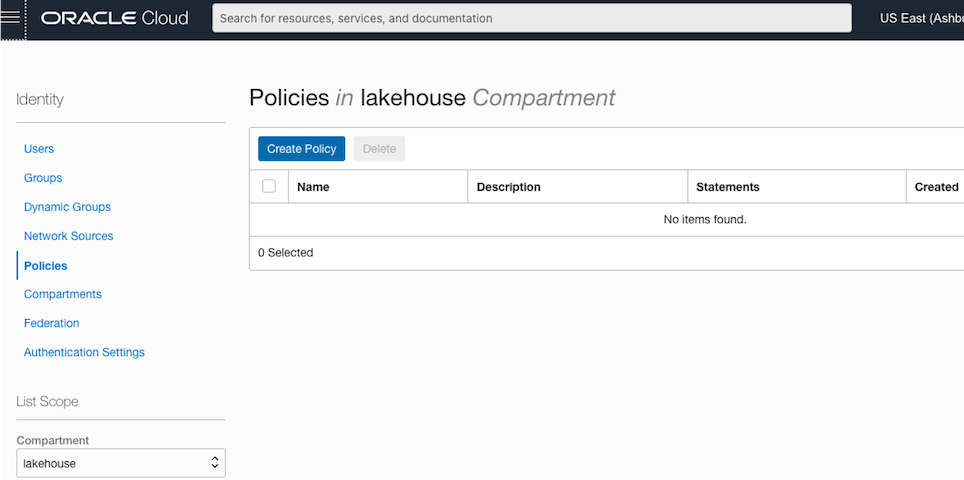 ORACLE Cloud
Search for resources, services, and documentation
US East (Ashbu
Identity
Users
Groups
Dynamic Groups
Network Sources
Policies
Compartments
Federation
Authentication Settings
List Scope
Compartment
lakehouse
Policies in lakehouse Compartment
Create Policy Delete
Name Description Statements Created
No items found.
0 Selected